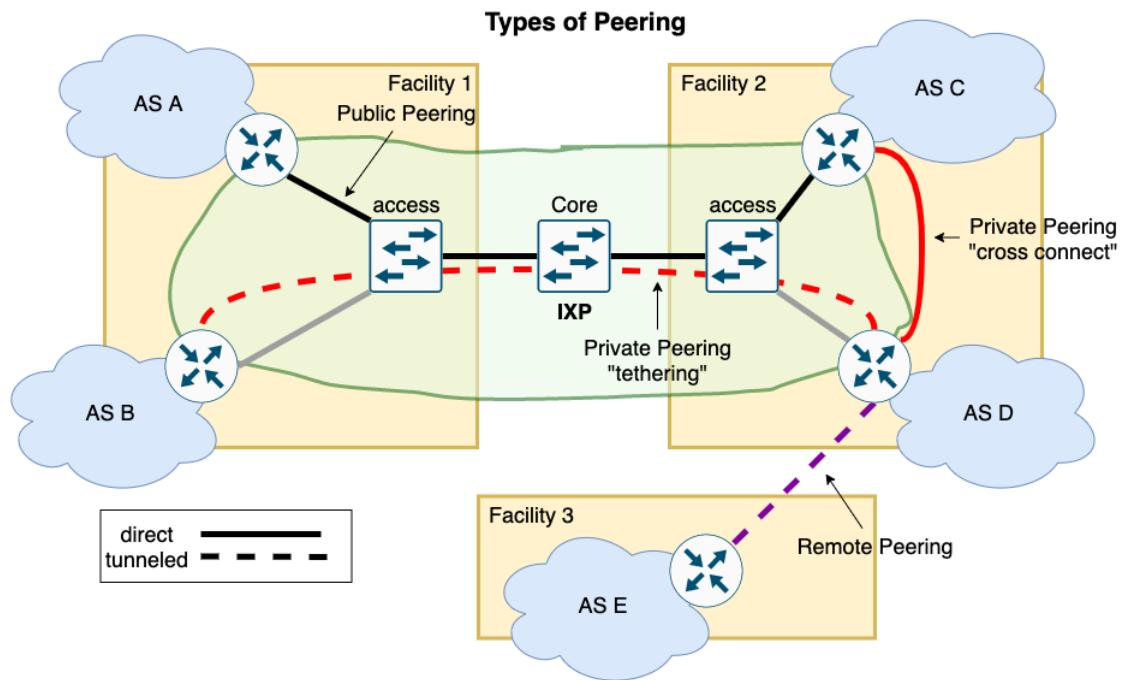 Types of Peering
Facility 1
Facility 2
AS A
AS C
Public Peering
access
Core
access
Private Peering
"cross connect"
IXP
Private Peering
"tethering"
AS B
AS D
Facility 3
direct
tunneled
Remote Peering
AS E